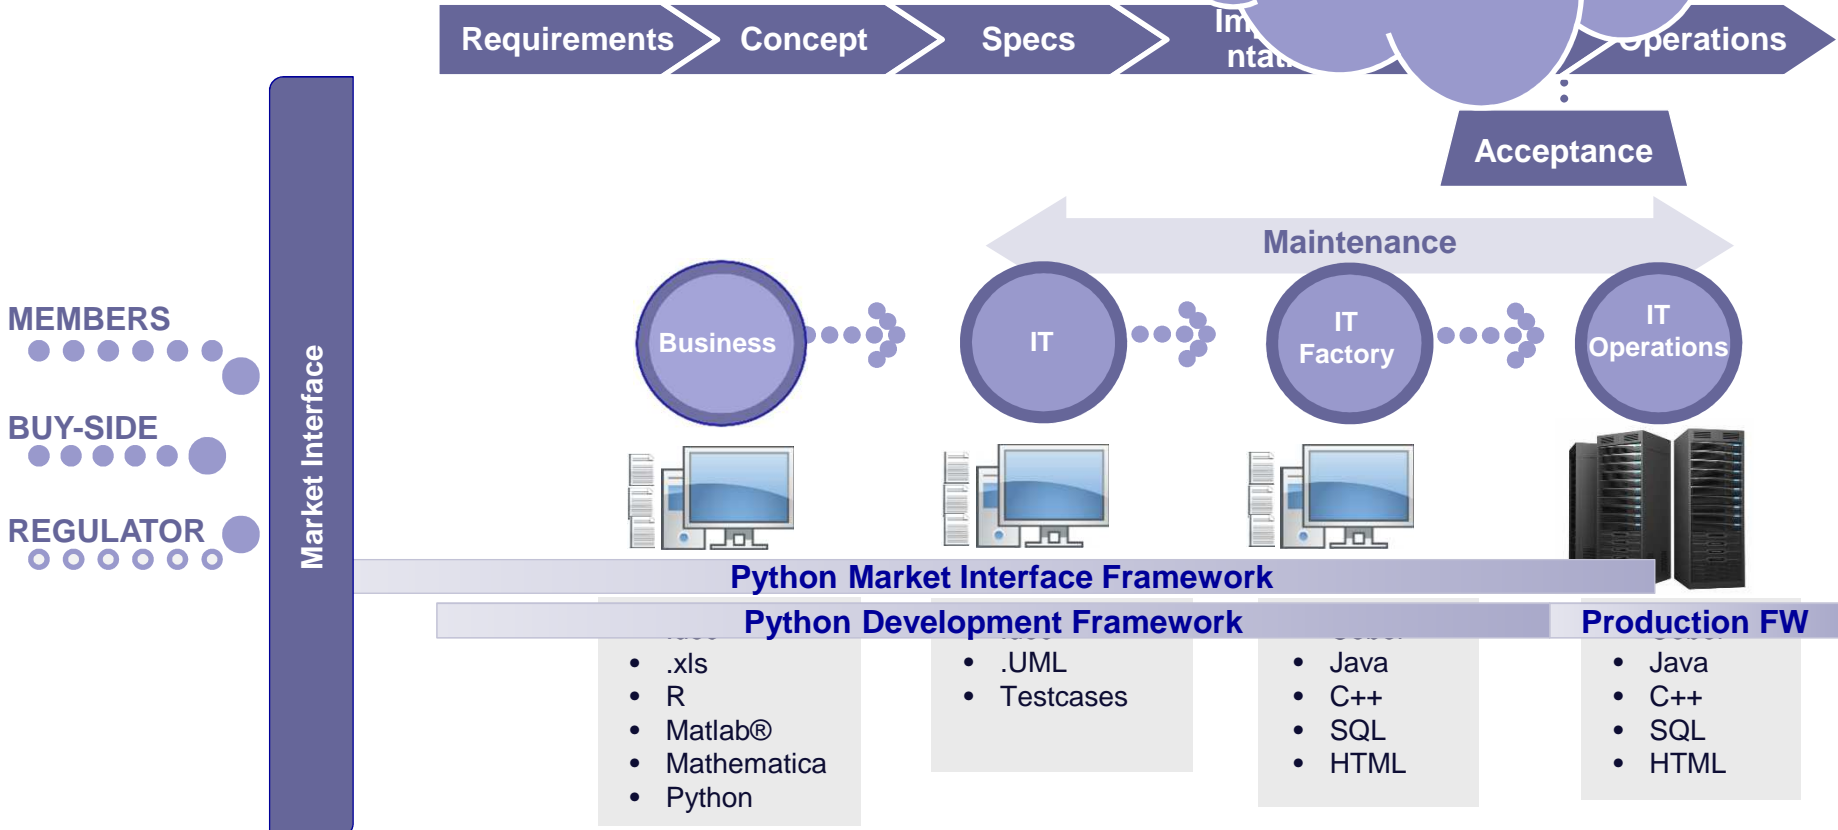 Requirements
Concept
Specs
Operations
Acceptance
Maintenance
MEMBERS
BUY-SIDE
REGULATOR
Market Interface
Business
IT
IT
Factory
IT
Operations
Python Market Interface Framework
Python Development Framework
Production FW
• .xls
• R
• Matlab®
• Mathematica
• Python
• .UML
• Testcases
• Java
• C++
• SQL
• HTML
• Java
• C++
• SQL
• HTML